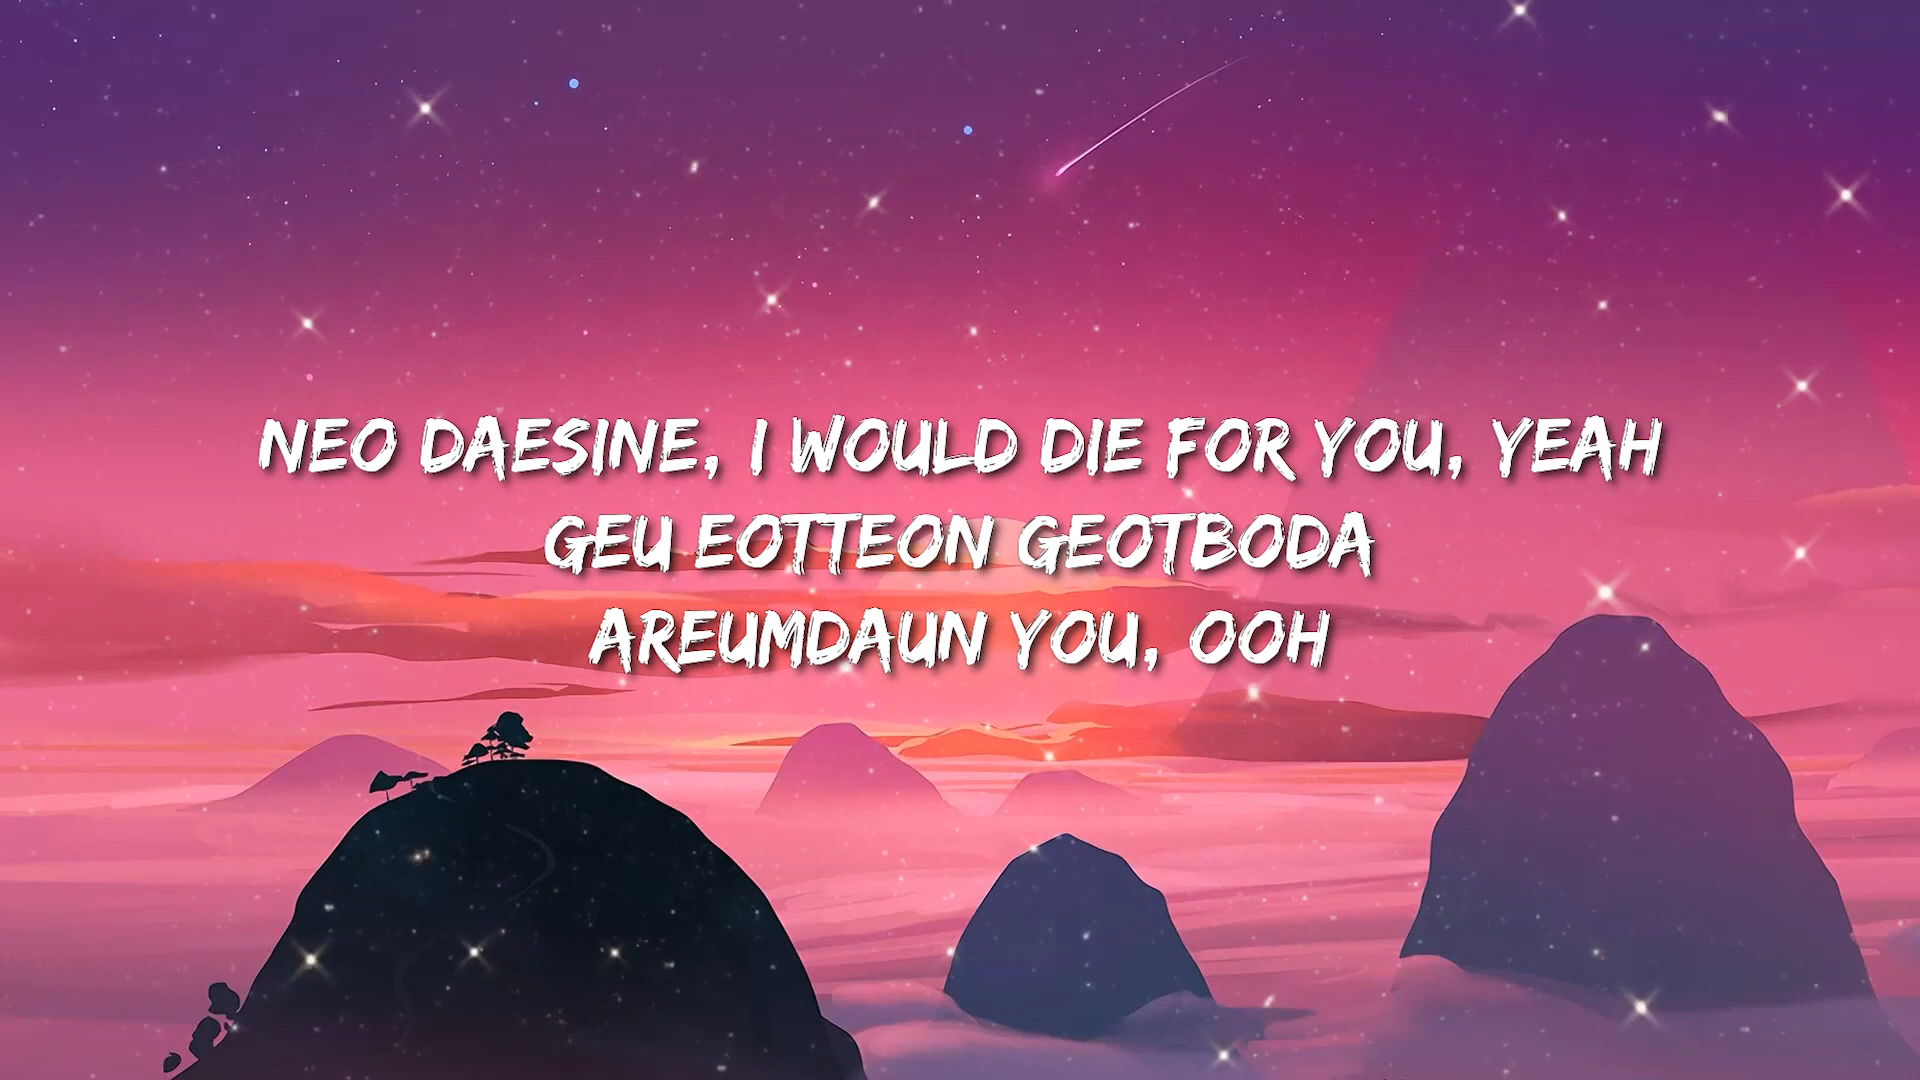 NEO DAESINE, I WOULD DIE FOR YOU, YEAH
GEU EOTTEON GEOTBODA
AREUMDAUN YOU, OOH